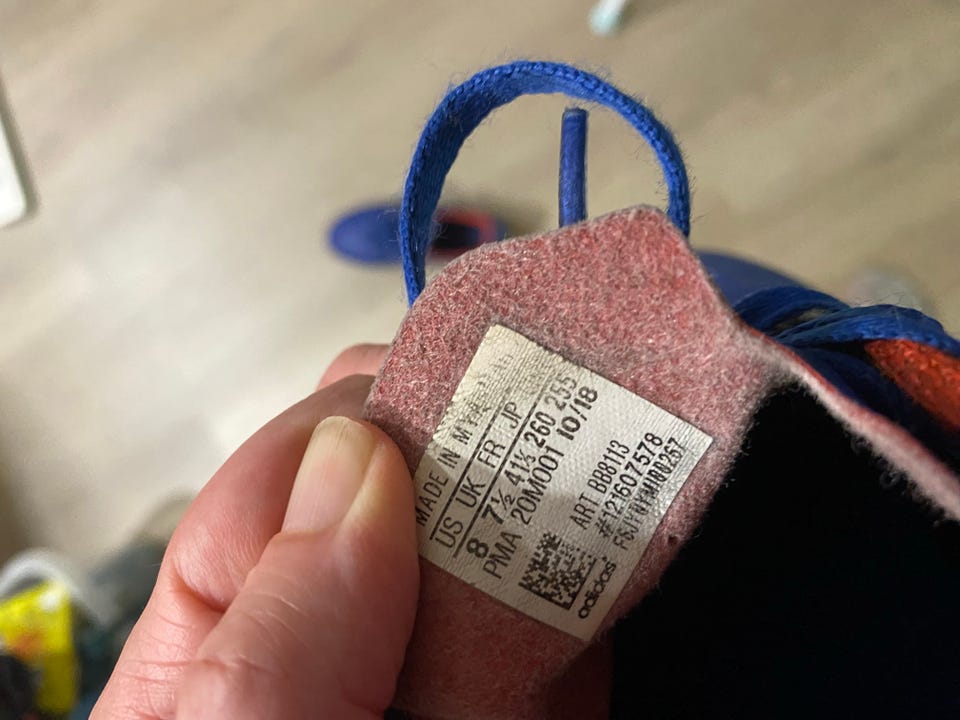 MADE IN
US UK FR JP
8 7½ 41⅓ 260 255
PMA 20M001 10/18
ART BB8113
#121607578
adidas